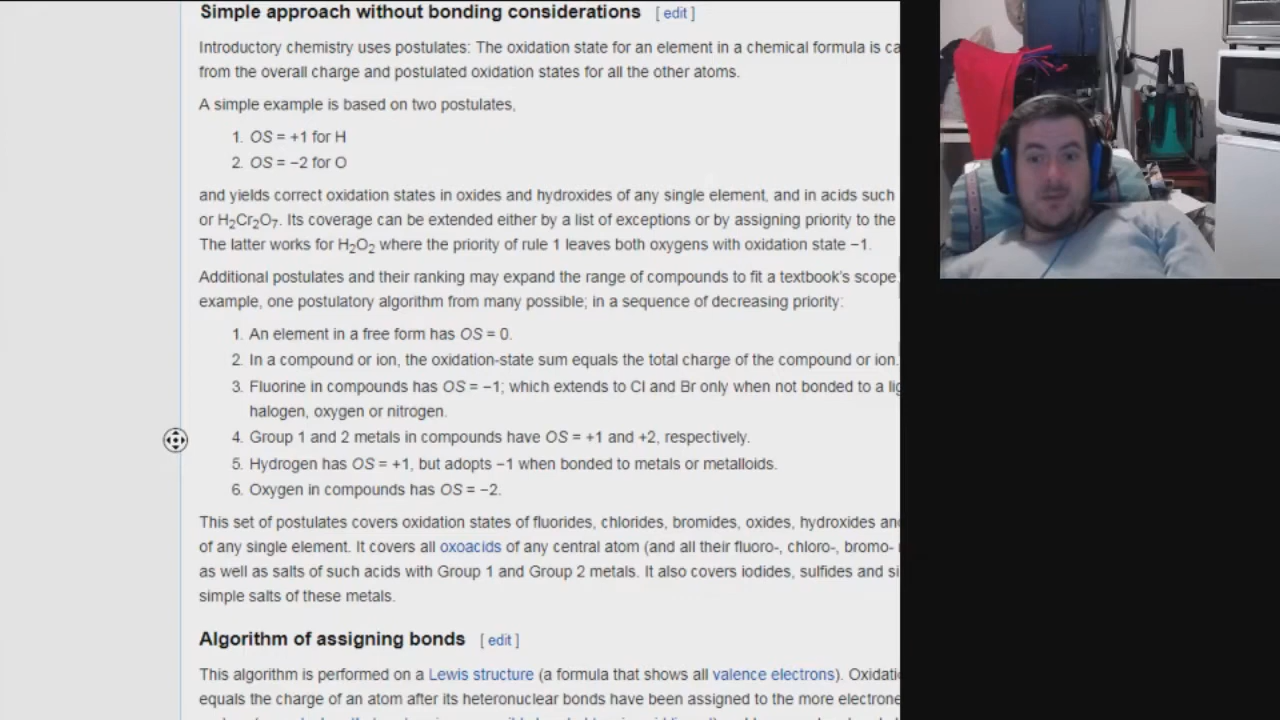 Simple approach without bonding considerations [ edit ]
Introductory chemistry uses postulates: The oxidation state for an element in a chemical formula is
from the overall charge and postulated oxidation states for all the other atoms.
A simple example is based on two postulates,
1. OS = +1 for H
2. OS = −2 for O
and yields correct oxidation states in oxides and hydroxides of any single element, and in acids such
or H₂Cr₂O₇. Its coverage can be extended either by a list of exceptions or by assigning priority to the
The latter works for H₂O₂ where the priority of rule 1 leaves both oxygens with oxidation state −1.
Additional postulates and their ranking may expand the range of compounds to fit a textbook's scope
example, one postulatory algorithm from many possible; in a sequence of decreasing priority:
1. An element in a free form has OS = 0.
2. In a compound or ion, the oxidation-state sum equals the total charge of the compound or ion.
3. Fluorine in compounds has OS = −1; which extends to Cl and Br only when not bonded to a
halogen, oxygen or nitrogen.
4. Group 1 and 2 metals in compounds have OS = +1 and +2, respectively.
5. Hydrogen has OS = +1, but adopts −1 when bonded to metals or metalloids.
6. Oxygen in compounds has OS = −2.
This set of postulates covers oxidation states of fluorides, chlorides, bromides, oxides, hydroxides
of any single element. It covers all oxoacids of any central atom (and all their fluoro-, chloro-, bromo-
as well as salts of such acids with Group 1 and Group 2 metals. It also covers iodides, sulfides and
simple salts of these metals.
Algorithm of assigning bonds [ edit ]
This algorithm is performed on a Lewis structure (a formula that shows all valence electrons).
equals the charge of an atom after its heteronuclear bonds have been assigned to the more